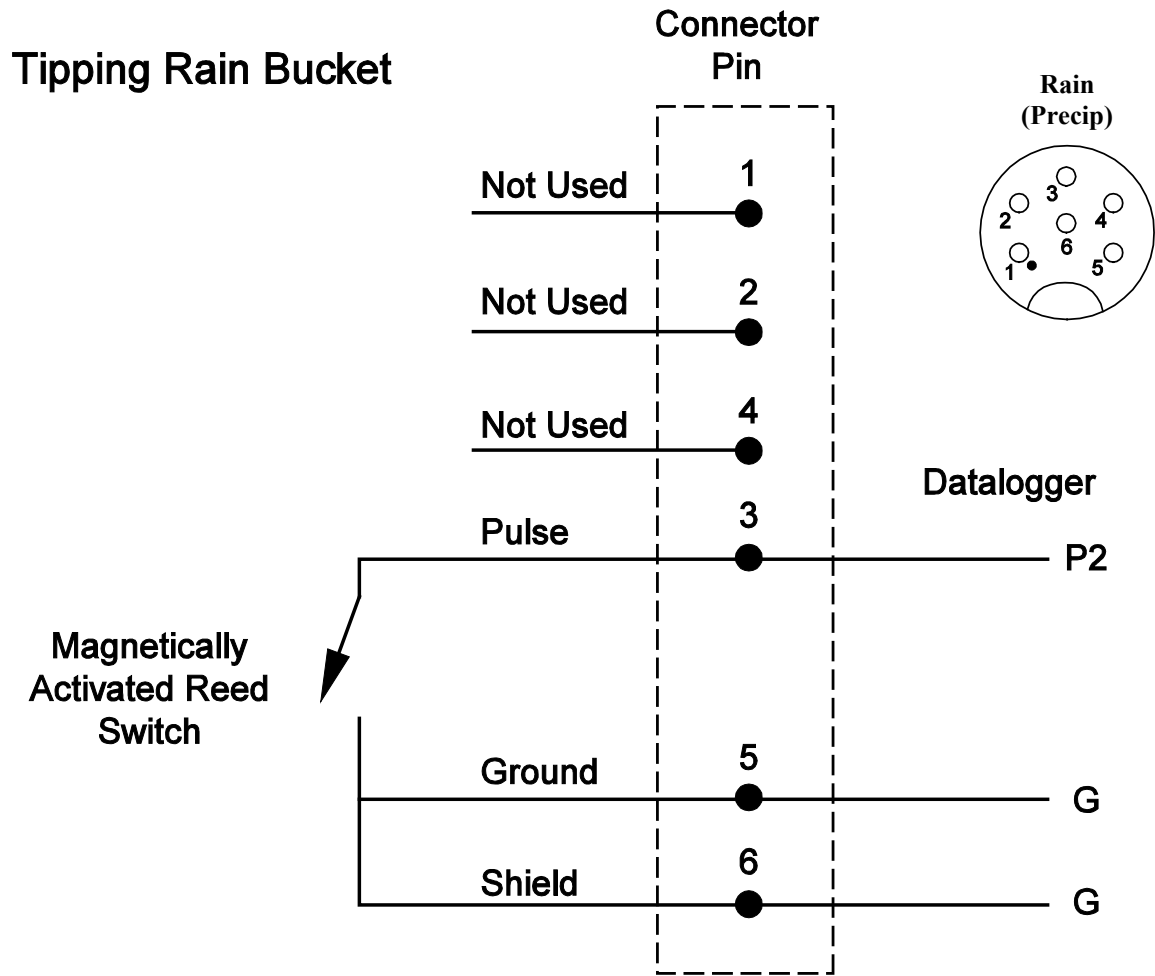 Tipping Rain Bucket
Connector
Pin
Rain
(Precip)
Not Used
1
Not Used
2
Not Used
4
Pulse
3
Datalogger
P2
Magnetically
Activated Reed
Switch
Ground
5
G
Shield
6
G
3
2
4
6
1
5